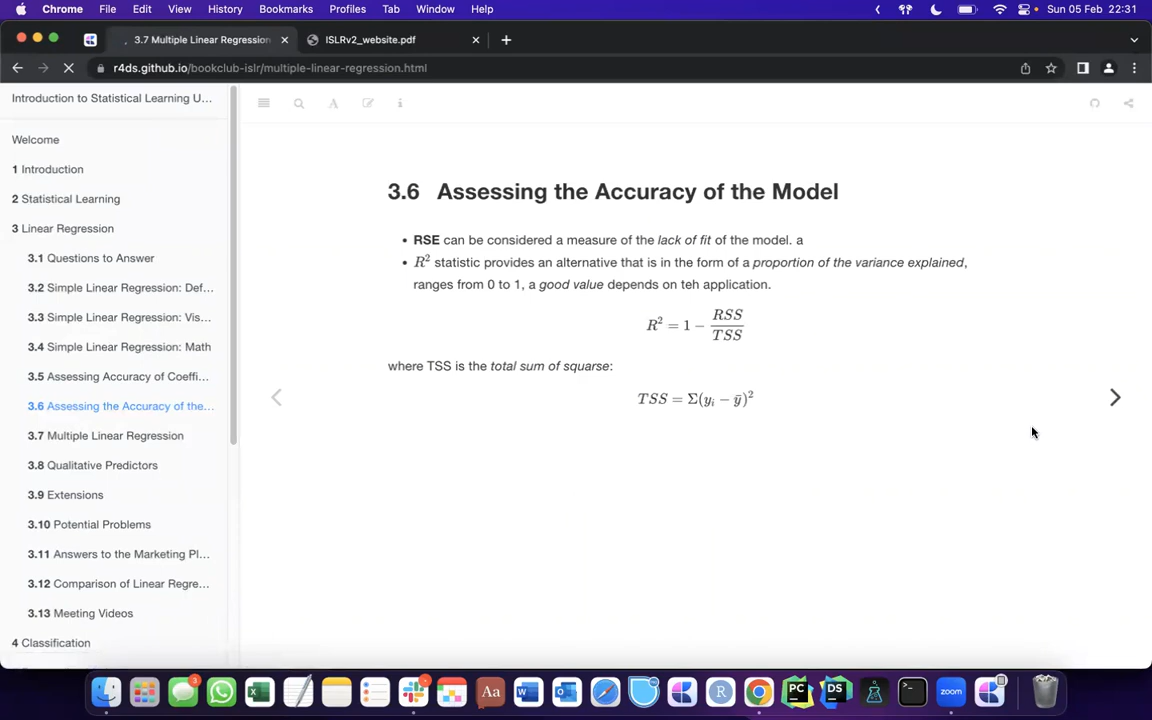 Chrome File Edit View History Bookmarks Profiles Tab Window Help Sun 05 Feb 22:31
3.7 Multiple Linear Regression ISLRv2_website.pdf
r4ds.github.io/bookclub-islr/multiple-linear-regression.html
Introduction to Statistical Learning U...
Welcome
1 Introduction
2 Statistical Learning
3 Linear Regression
3.1 Questions to Answer
3.2 Simple Linear Regression: Def...
3.3 Simple Linear Regression: Vis...
3.4 Simple Linear Regression: Math
3.5 Assessing Accuracy of Coeffi...
3.6 Assessing the Accuracy of the...
3.7 Multiple Linear Regression
3.8 Qualitative Predictors
3.9 Extensions
3.10 Potential Problems
3.11 Answers to the Marketing Pl...
3.12 Comparison of Linear Regre...
3.13 Meeting Videos
4 Classification
3.6 Assessing the Accuracy of the Model
• RSE can be considered a measure of the lack of fit of the model. a
• R² statistic provides an alternative that is in the form of a proportion of the variance explained,
ranges from 0 to 1, a good value depends on teh application.
R² = 1 − RSS/TSS
where TSS is the total sum of squarse:
TSS = Σ(yᵢ − ȳ)²
3
Aa
W
R
PC
DS
zoom